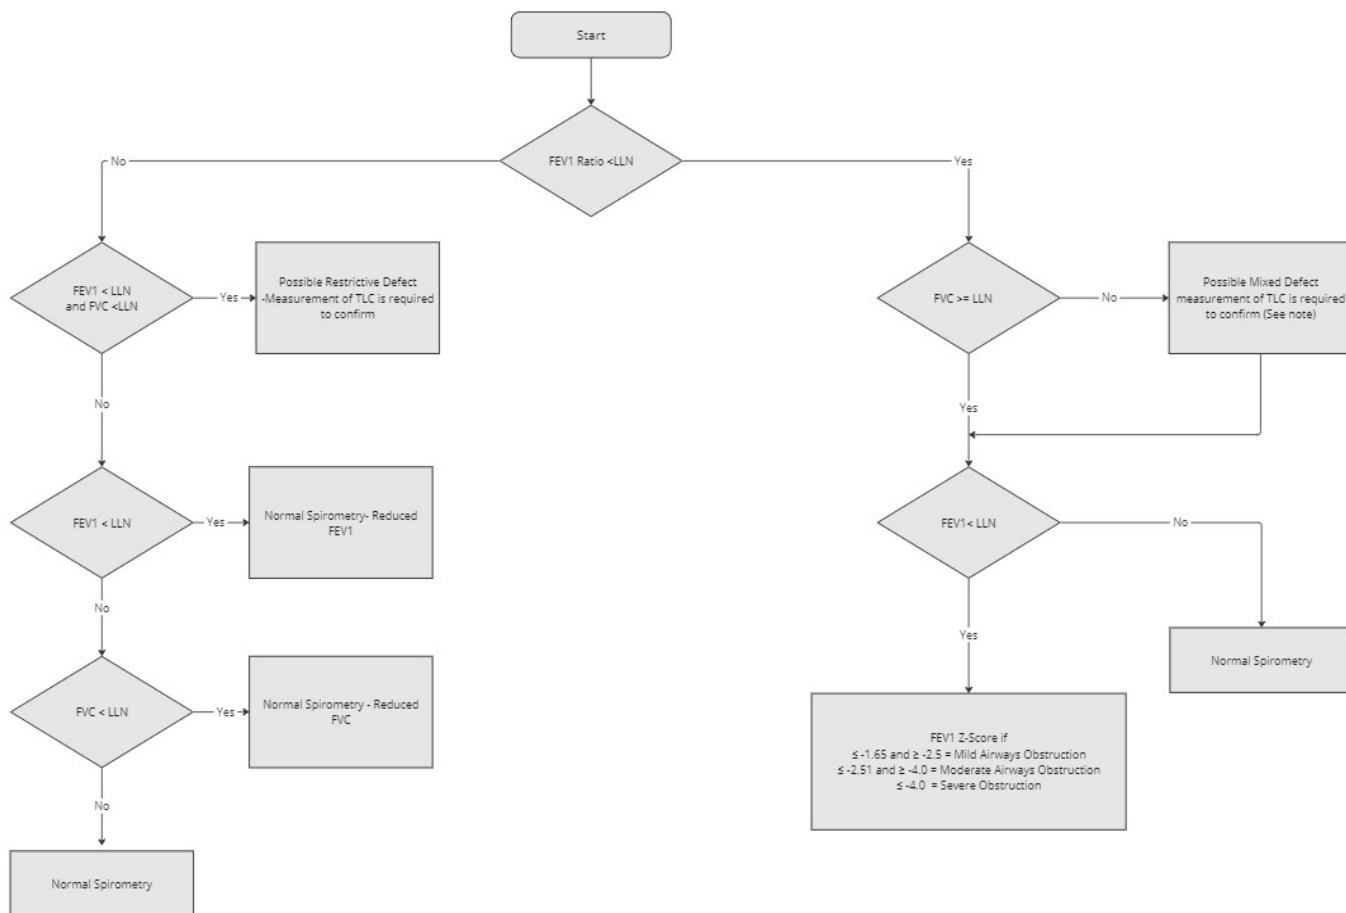 Start
FEV1 Ratio <LLN
No
Yes
FEV1 < LLN
and FVC <LLN
Yes
Possible Restrictive Defect
-Measurement of TLC is required
to confirm
FVC >= LLN
No
Possible Mixed Defect
measurement of TLC is required
to confirm (See note)
No
Yes
FEV1 < LLN
Yes
Normal Spirometry- Reduced
FEV1
FEV1< LLN
No
No
Yes
Normal Spirometry
FVC < LLN
Yes
Normal Spirometry - Reduced
FVC
FEV1 Z-Score if
≤ -1.65 and ≥ -2.5 = Mild Airways Obstruction
≤ -2.51 and ≥ -4.0 = Moderate Airways Obstruction
≤ -4.0 = Severe Obstruction
No
Normal Spirometry